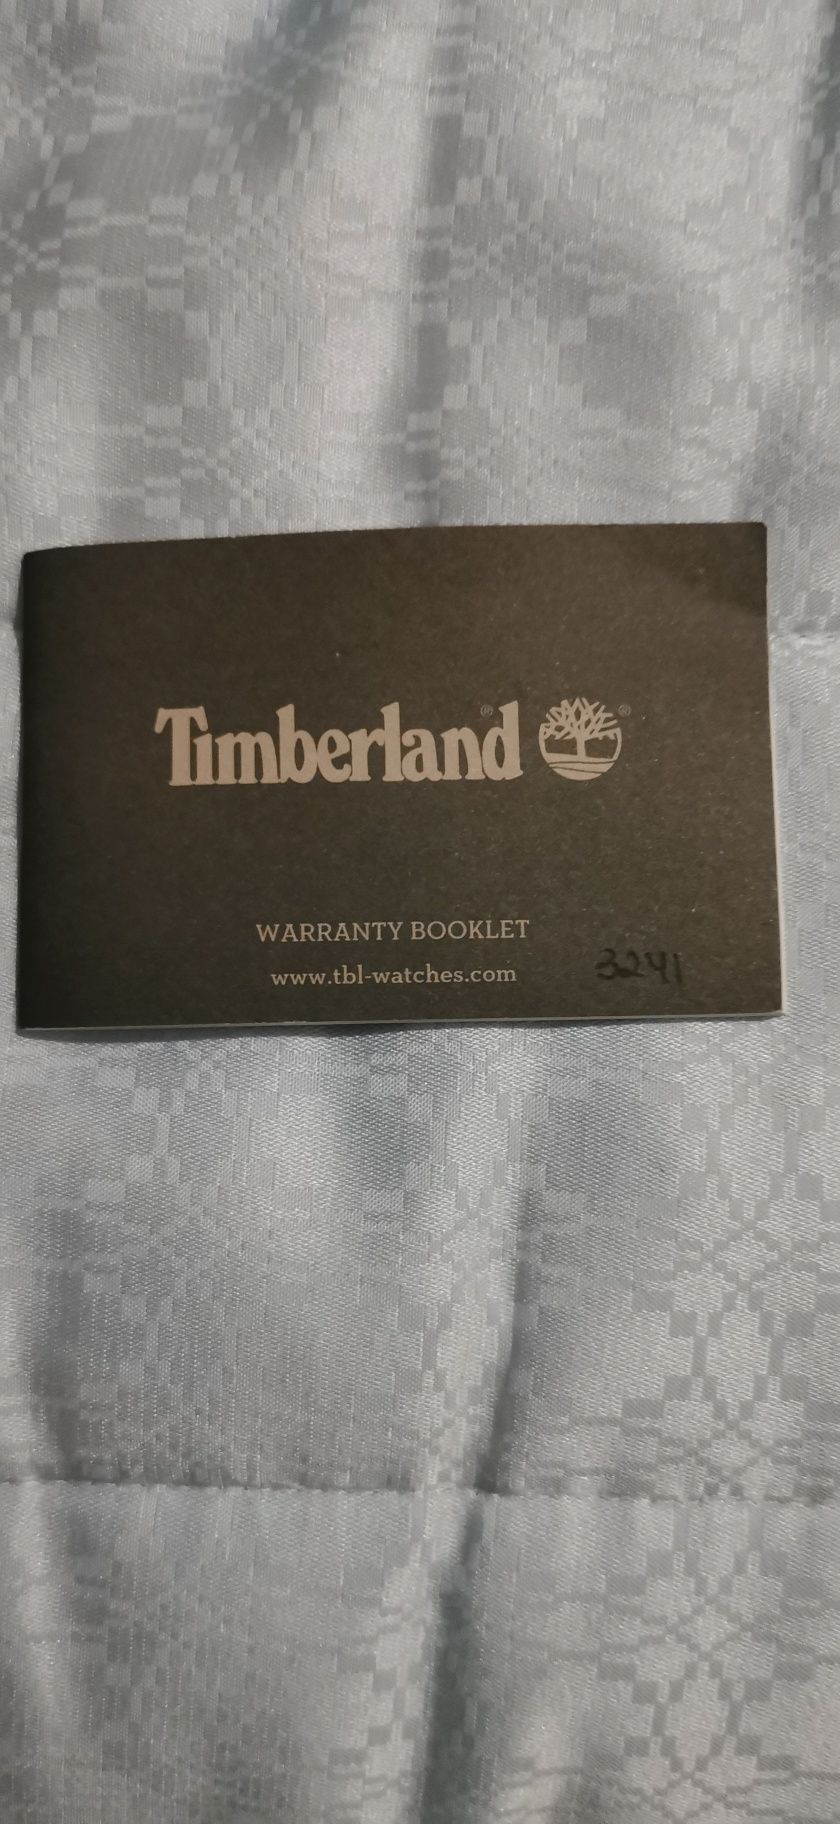 Timberland®®
WARRANTY BOOKLET
www.tbl-watches.com
3241